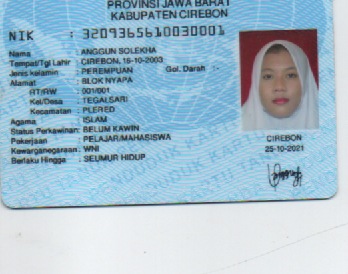 PROVINSI JAWA BARAT
KABUPATEN CIREBON
NIK : 3209365610030001
Nama : ANGGUN SOLEKHA
Tempat/Tgl Lahir : CIREBON, 16-10-2003
Jenis kelamin : PEREMPUAN Gol. Darah : -
Alamat : BLOK NYAPA
RT/RW : 001/001
Kel/Desa : TEGALSARI
Kecamatan : PLERED
Agama : ISLAM
Status Perkawinan: BELUM KAWIN
Pekerjaan : PELAJAR/MAHASISWA
Kewarganegaraan: WNI
Berlaku Hingga : SEUMUR HIDUP
CIREBON
25-10-2021